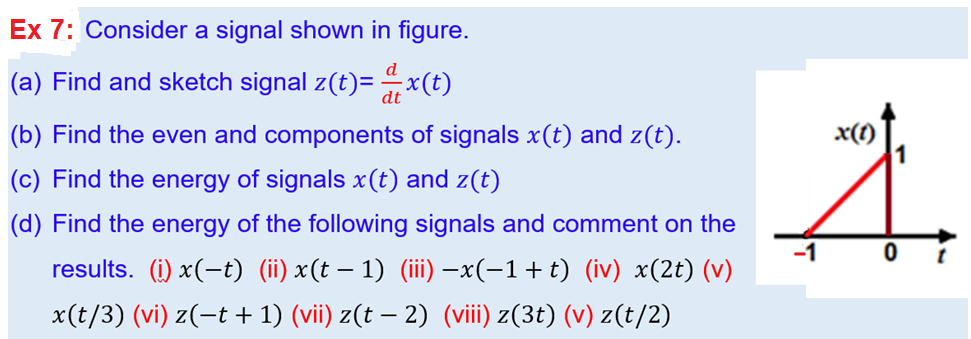 Ex 7: Consider a signal shown in figure.
(a) Find and sketch signal z(t)= d/dt x(t)
(b) Find the even and components of signals x(t) and z(t).
(c) Find the energy of signals x(t) and z(t)
(d) Find the energy of the following signals and comment on the
results. (i) x(−t) (ii) x(t − 1) (iii) −x(−1 + t) (iv) x(2t) (v)
x(t/3) (vi) z(−t + 1) (vii) z(t − 2) (viii) z(3t) (v) z(t/2)
x(t)
1
−1 0 t